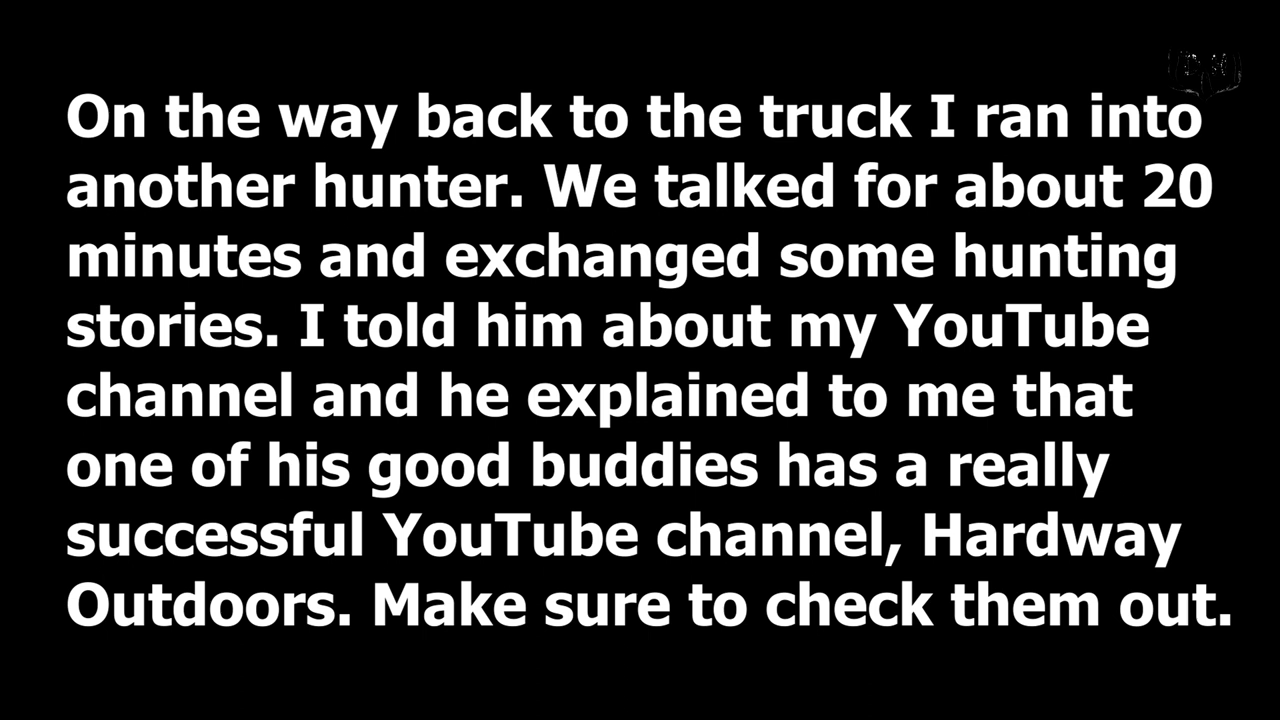 On the way back to the truck I ran into
another hunter. We talked for about 20
minutes and exchanged some hunting
stories. I told him about my YouTube
channel and he explained to me that
one of his good buddies has a really
successful YouTube channel, Hardway
Outdoors. Make sure to check them out.